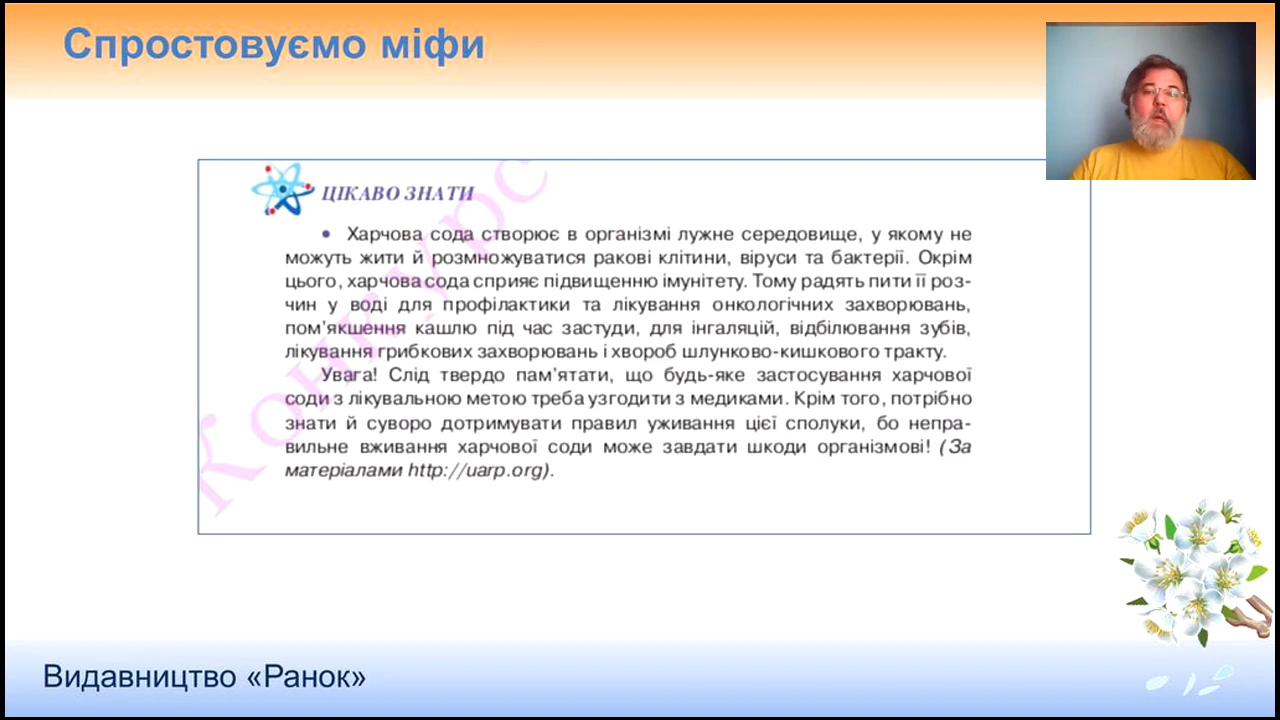 Спростовуємо міфи
ЦІКАВО ЗНАТИ
• Харчова сода створює в організмі лужне середовище, у якому не
можуть жити й розмножуватися ракові клітини, віруси та бактерії. Окрім
цього, харчова сода сприяє підвищенню імунітету. Тому радять пити її роз-
чин у воді для профілактики та лікування онкологічних захворювань,
пом’якшення кашлю під час застуди, для інгаляцій, відбілювання зубів,
лікування грибкових захворювань і хвороб шлунково-кишкового тракту.
Увага! Слід твердо пам’ятати, що будь-яке застосування харчової
соди з лікувальною метою треба узгодити з медиками. Крім того, потрібно
знати й суворо дотримувати правил уживання цієї сполуки, бо непра-
вильне вживання харчової соди може завдати шкоди організмові! (За
матеріалами http://uarp.org).
Конкурс
Видавництво «Ранок»